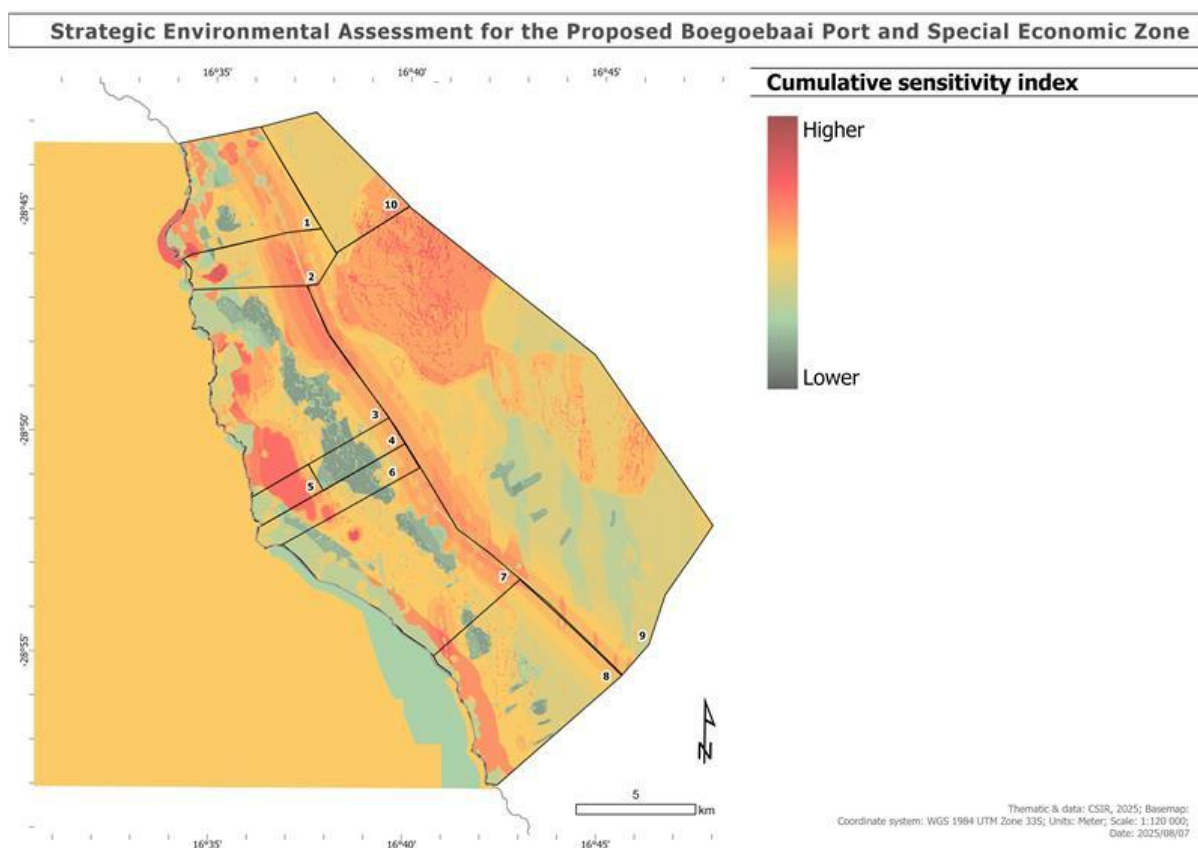 Strategic Environmental Assessment for the Proposed Boegoebaai Port and Special Economic Zone
16°35' 16°40' 16°45'
Cumulative sensitivity index
Higher
Lower
-28°45'
-28°50'
-28°55'
10
1
2
3
4
6
5
7
9
8
N
5
km
16°35' 16°40' 16°45'
Thematic & data: CSIR, 2025; Basemap:
Coordinate system: WGS 1984 UTM Zone 33S; Units: Meter; Scale: 1:120 000;
Date: 2025/08/07